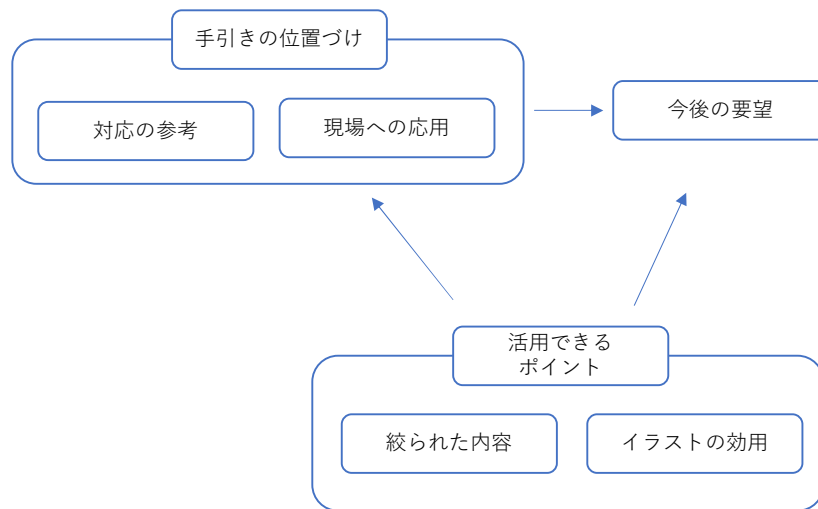 手引きの位置づけ
対応の参考
現場への応用
今後の要望
活用できる
ポイント
絞られた内容
イラストの効用